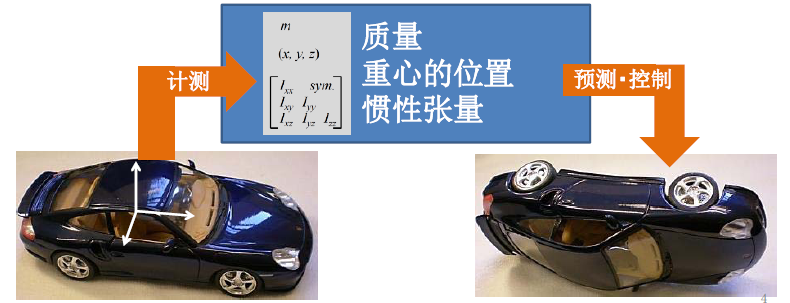 计测
m
(x, y, z)
Ixx sym.
Ixy Iyy
Ixz Iyz Izz
质量
重心的位置
惯性张量
预测·控制
4